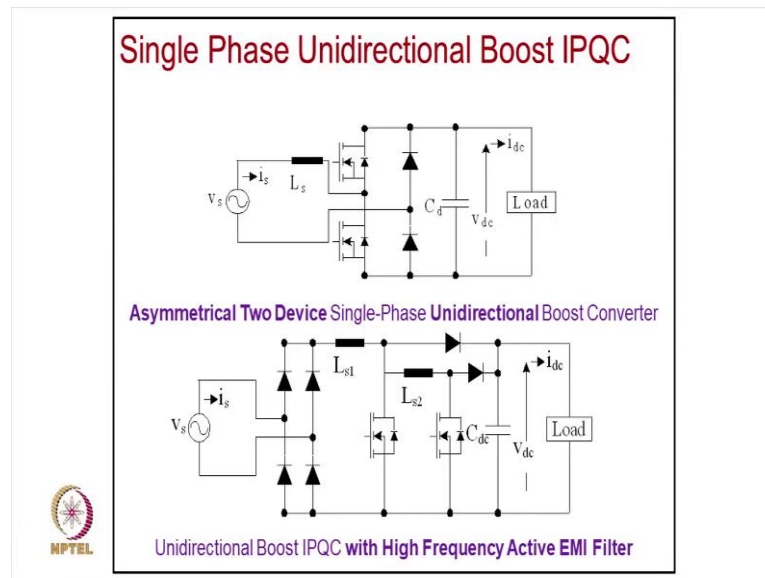 Single Phase Unidirectional Boost IPQC
i_s
L_s
v_s
C_d
v_dc
i_dc
Load
Asymmetrical Two Device Single-Phase Unidirectional Boost Converter
i_s
v_s
L_s1
L_s2
C_dc
v_dc
i_dc
Load
NPTEL
Unidirectional Boost IPQC with High Frequency Active EMI Filter